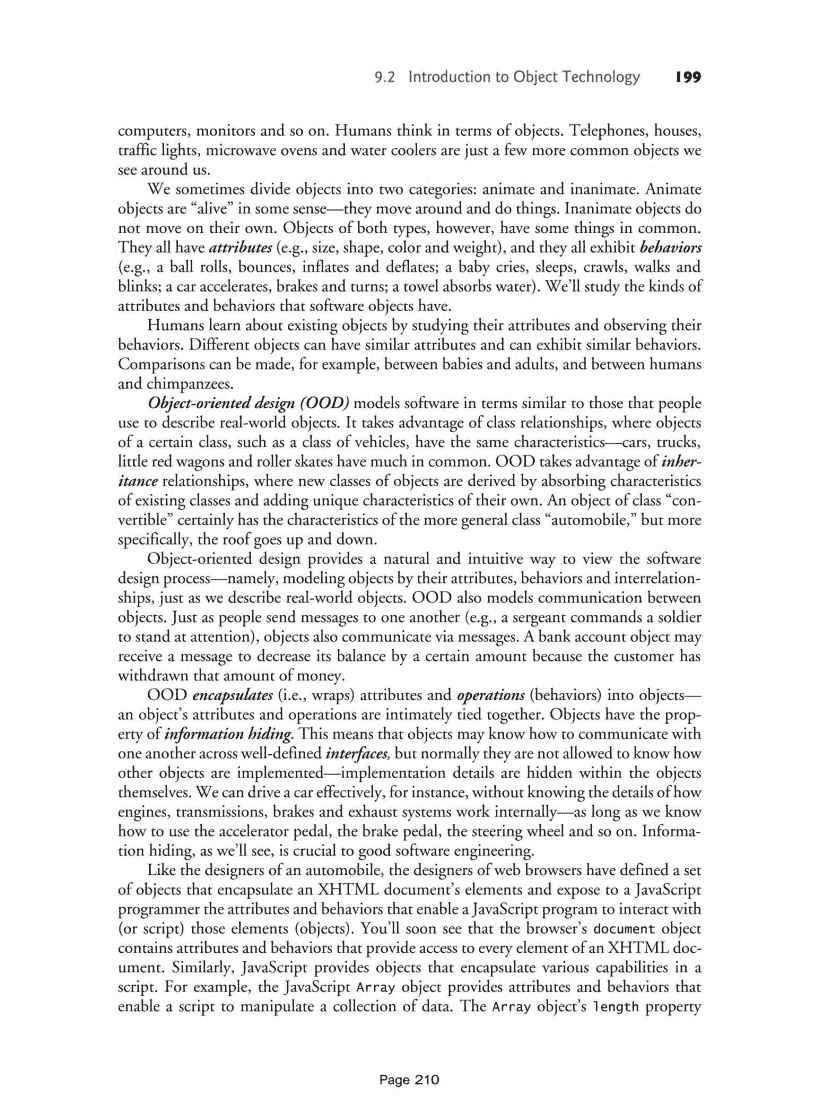 9.2 Introduction to Object Technology 199
computers, monitors and so on. Humans think in terms of objects. Telephones, houses,
traffic lights, microwave ovens and water coolers are just a few more common objects we
see around us.
We sometimes divide objects into two categories: animate and inanimate. Animate
objects are “alive” in some sense—they move around and do things. Inanimate objects do
not move on their own. Objects of both types, however, have some things in common.
They all have attributes (e.g., size, shape, color and weight), and they all exhibit behaviors
(e.g., a ball rolls, bounces, inflates and deflates; a baby cries, sleeps, crawls, walks and
blinks; a car accelerates, brakes and turns; a towel absorbs water). We’ll study the kinds of
attributes and behaviors that software objects have.
Humans learn about existing objects by studying their attributes and observing their
behaviors. Different objects can have similar attributes and can exhibit similar behaviors.
Comparisons can be made, for example, between babies and adults, and between humans
and chimpanzees.
Object-oriented design (OOD) models software in terms similar to those that people
use to describe real-world objects. It takes advantage of class relationships, where objects
of a certain class, such as a class of vehicles, have the same characteristics—cars, trucks,
little red wagons and roller skates have much in common. OOD takes advantage of inher-
itance relationships, where new classes of objects are derived by absorbing characteristics
of existing classes and adding unique characteristics of their own. An object of class “con-
vertible” certainly has the characteristics of the more general class “automobile,” but more
specifically, the roof goes up and down.
Object-oriented design provides a natural and intuitive way to view the software
design process—namely, modeling objects by their attributes, behaviors and interrelation-
ships, just as we describe real-world objects. OOD also models communication between
objects. Just as people send messages to one another (e.g., a sergeant commands a soldier
to stand at attention), objects also communicate via messages. A bank account object may
receive a message to decrease its balance by a certain amount because the customer has
withdrawn that amount of money.
OOD encapsulates (i.e., wraps) attributes and operations (behaviors) into objects—
an object’s attributes and operations are intimately tied together. Objects have the prop-
erty of information hiding. This means that objects may know how to communicate with
one another across well-defined interfaces, but normally they are not allowed to know how
other objects are implemented—implementation details are hidden within the objects
themselves. We can drive a car effectively, for instance, without knowing the details of how
engines, transmissions, brakes and exhaust systems work internally—as long as we know
how to use the accelerator pedal, the brake pedal, the steering wheel and so on. Informa-
tion hiding, as we’ll see, is crucial to good software engineering.
Like the designers of an automobile, the designers of web browsers have defined a set
of objects that encapsulate an XHTML document’s elements and expose to a JavaScript
programmer the attributes and behaviors that enable a JavaScript program to interact with
(or script) those elements (objects). You’ll soon see that the browser’s document object
contains attributes and behaviors that provide access to every element of an XHTML doc-
ument. Similarly, JavaScript provides objects that encapsulate various capabilities in a
script. For example, the JavaScript Array object provides attributes and behaviors that
enable a script to manipulate a collection of data. The Array object’s length property
Page 210